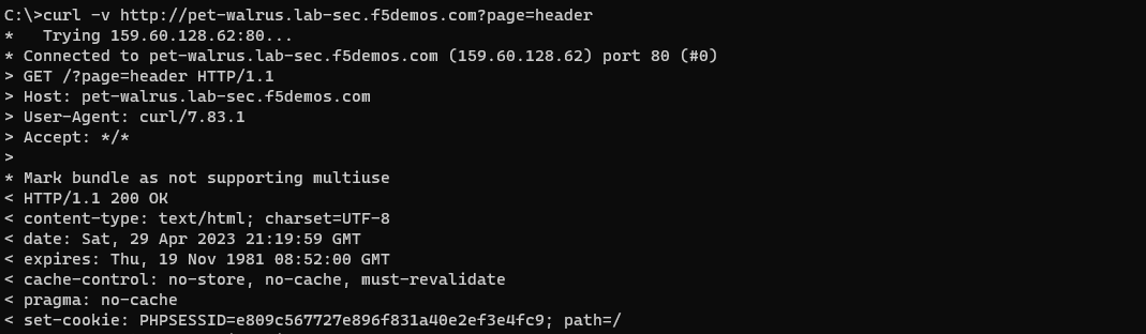 C:\>curl -v http://pet-walrus.lab-sec.f5demos.com?page=header
*   Trying 159.60.128.62:80...
* Connected to pet-walrus.lab-sec.f5demos.com (159.60.128.62) port 80 (#0)
> GET /?page=header HTTP/1.1
> Host: pet-walrus.lab-sec.f5demos.com
> User-Agent: curl/7.83.1
> Accept: */*
>
* Mark bundle as not supporting multiuse
< HTTP/1.1 200 OK
< content-type: text/html; charset=UTF-8
< date: Sat, 29 Apr 2023 21:19:59 GMT
< expires: Thu, 19 Nov 1981 08:52:00 GMT
< cache-control: no-store, no-cache, must-revalidate
< pragma: no-cache
< set-cookie: PHPSESSID=e809c567727e896f831a40e2ef3e4fc9; path=/